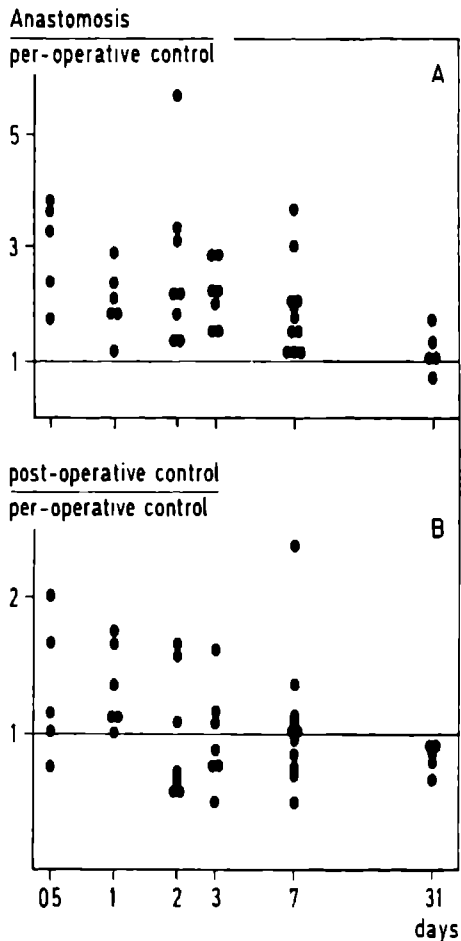 Anastomosis
per-operative control
A
5
3
1
post-operative control
per-operative control
B
2
1
05 1 2 3 7 31
days